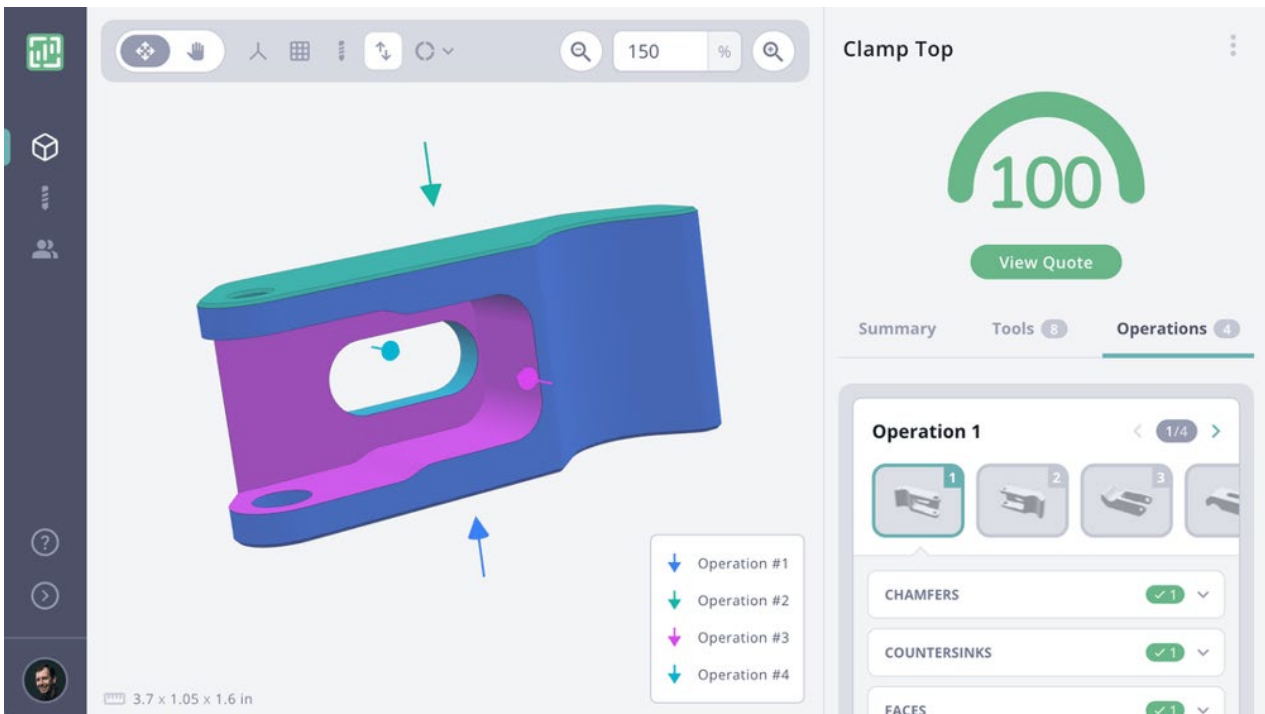 150
%
Clamp Top
100
View Quote
Summary
Tools 8
Operations 4
Operation 1
1/4
1
2
3
CHAMFERS
1
COUNTERSINKS
1
FACES
1
Operation #1
Operation #2
Operation #3
Operation #4
3.7 x 1.05 x 1.6 in
?